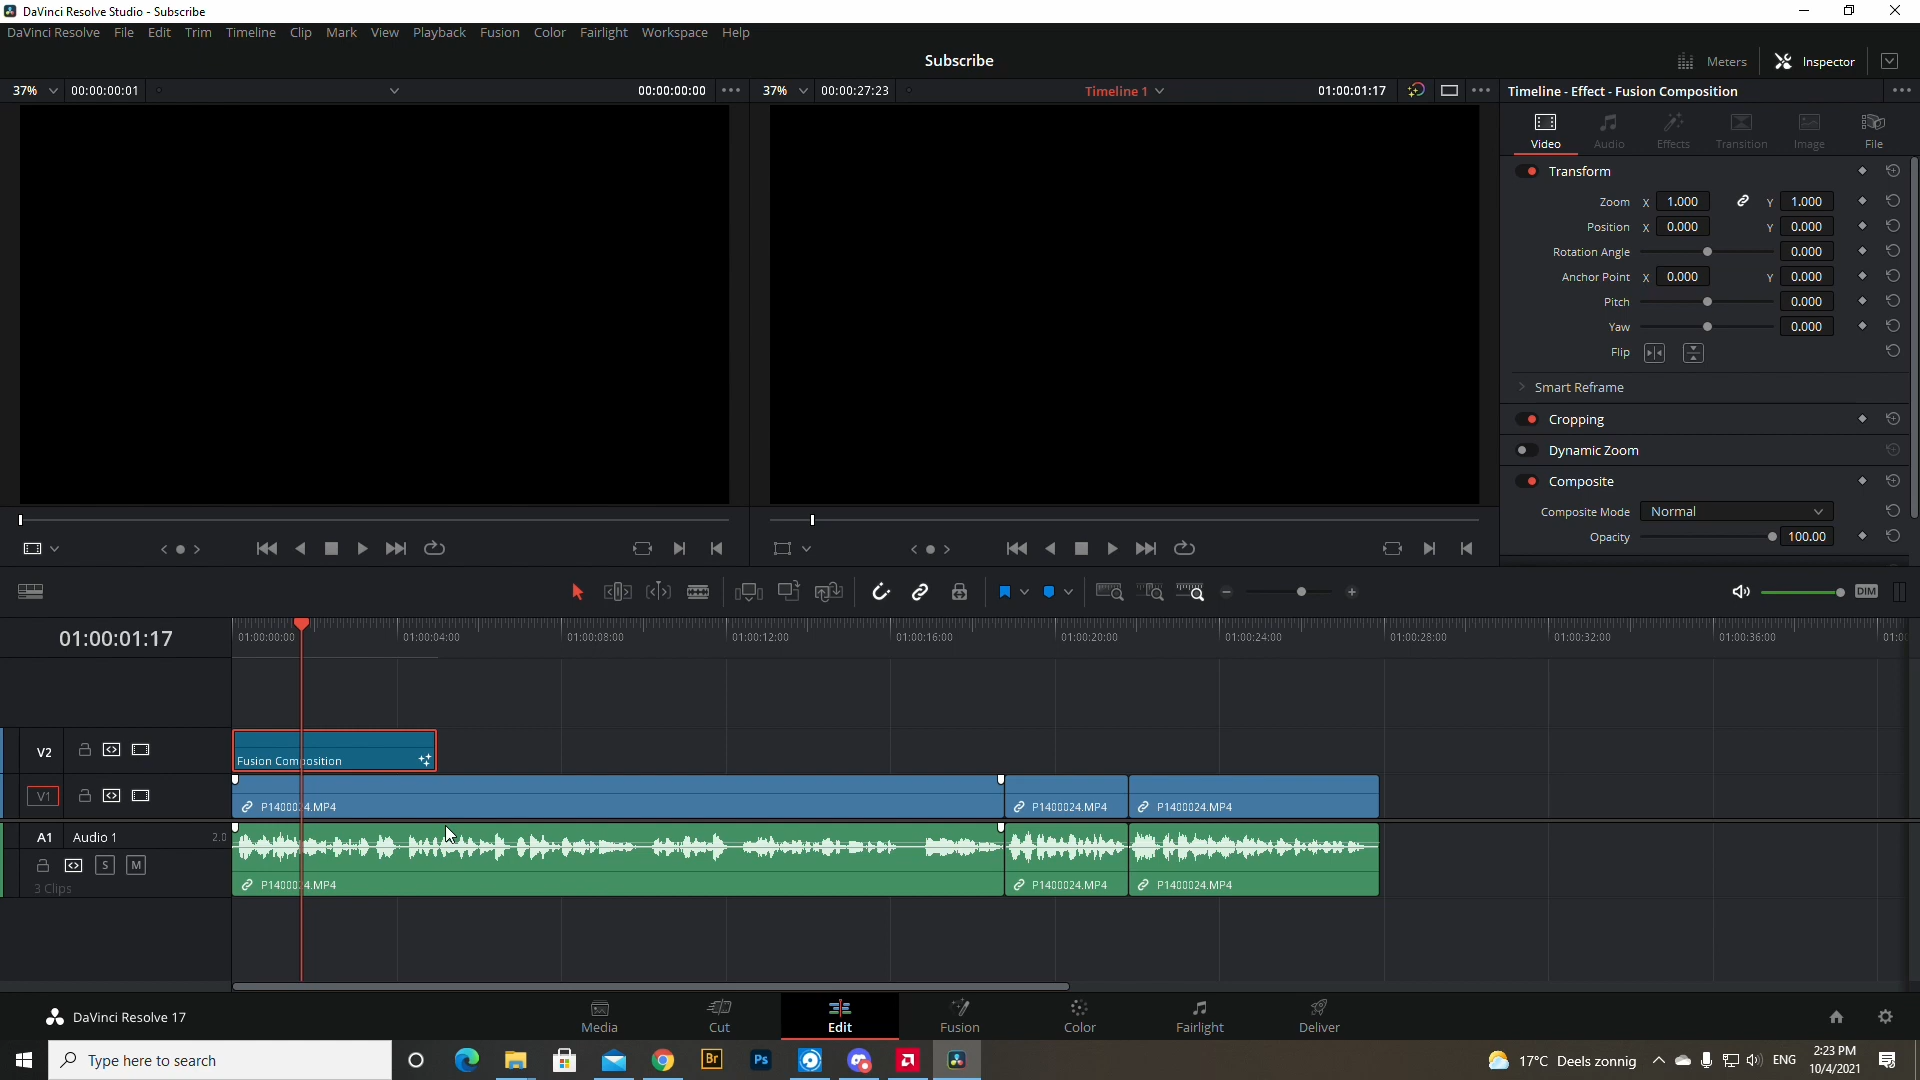 DaVinci Resolve Studio - Subscribe
DaVinci Resolve File Edit Trim Timeline Clip Mark View Playback Fusion Color Fairlight Workspace Help
Subscribe
Meters Inspector
37% 00:00:00:01 00:00:00:00 37% 00:00:27:23 Timeline 1 01:00:01:17 Timeline - Effect - Fusion Composition
Video Audio Effects Transition Image File
Transform
Zoom X 1.000 Y 1.000
Position X 0.000 Y 0.000
Rotation Angle 0.000
Anchor Point X 0.000 Y 0.000
Pitch 0.000
Yaw 0.000
Flip
Smart Reframe
Cropping
Dynamic Zoom
Composite
Composite Mode Normal
Opacity 100.00
DIM
01:00:01:17
01:00:00:00 01:00:04:00 01:00:08:00 01:00:12:00 01:00:16:00 01:00:20:00 01:00:24:00 01:00:28:00 01:00:32:00 01:00:36:00
V2
Fusion Composition
V1
P1400024.MP4 P1400024.MP4 P1400024.MP4
A1 Audio 1 2.0
S M
3 Clips
P1400024.MP4 P1400024.MP4 P1400024.MP4
DaVinci Resolve 17
Media Cut Edit Fusion Color Fairlight Deliver
Type here to search
Br Ps
17°C Deels zonnig
ENG
2:23 PM
10/4/2021